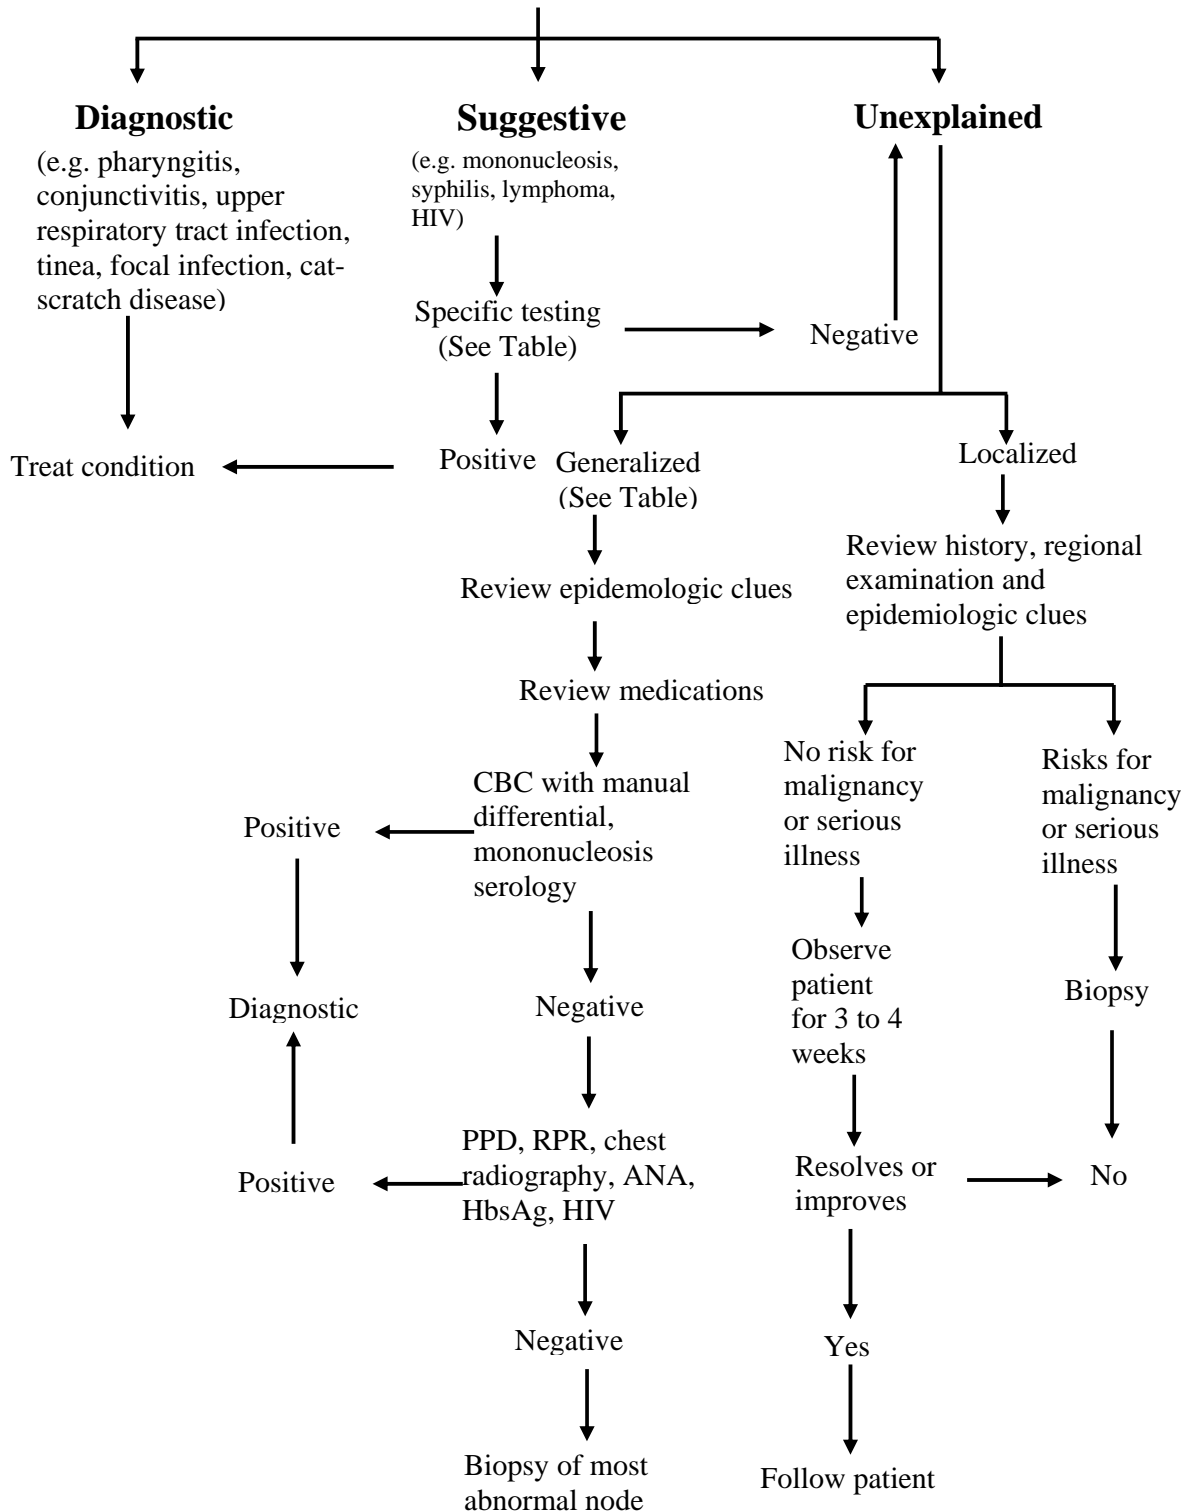 Diagnostic
(e.g. pharyngitis,
conjunctivitis, upper
respiratory tract infection,
tinea, focal infection, cat-
scratch disease)
Suggestive
(e.g. mononucleosis,
syphilis, lymphoma,
HIV)
Unexplained
Specific testing
(See Table)
Negative
Treat condition
Positive
Generalized
(See Table)
Localized
Review epidemologic clues
Review history, regional
examination and
epidemiologic clues
Review medications
CBC with manual
differential,
mononucleosis
serology
Positive
No risk for
malignancy
or serious
illness
Risks for
malignancy
or serious
illness
Diagnostic
Negative
Observe
patient
for 3 to 4
weeks
Biopsy
PPD, RPR, chest
radiography, ANA,
HbsAg, HIV
Positive
Resolves or
improves
No
Negative
Yes
Biopsy of most
abnormal node
Follow patient